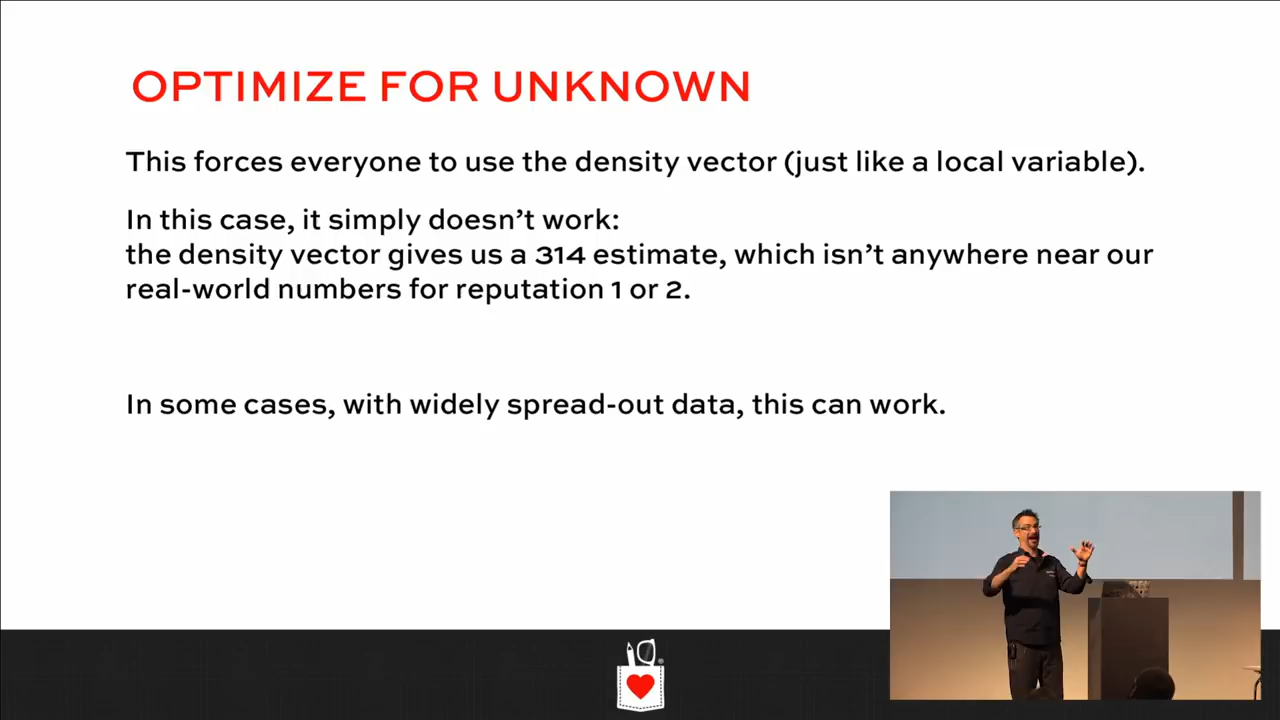 OPTIMIZE FOR UNKNOWN
This forces everyone to use the density vector (just like a local variable).
In this case, it simply doesn't work:
the density vector gives us a 314 estimate, which isn't anywhere near our
real-world numbers for reputation 1 or 2.
In some cases, with widely spread-out data, this can work.